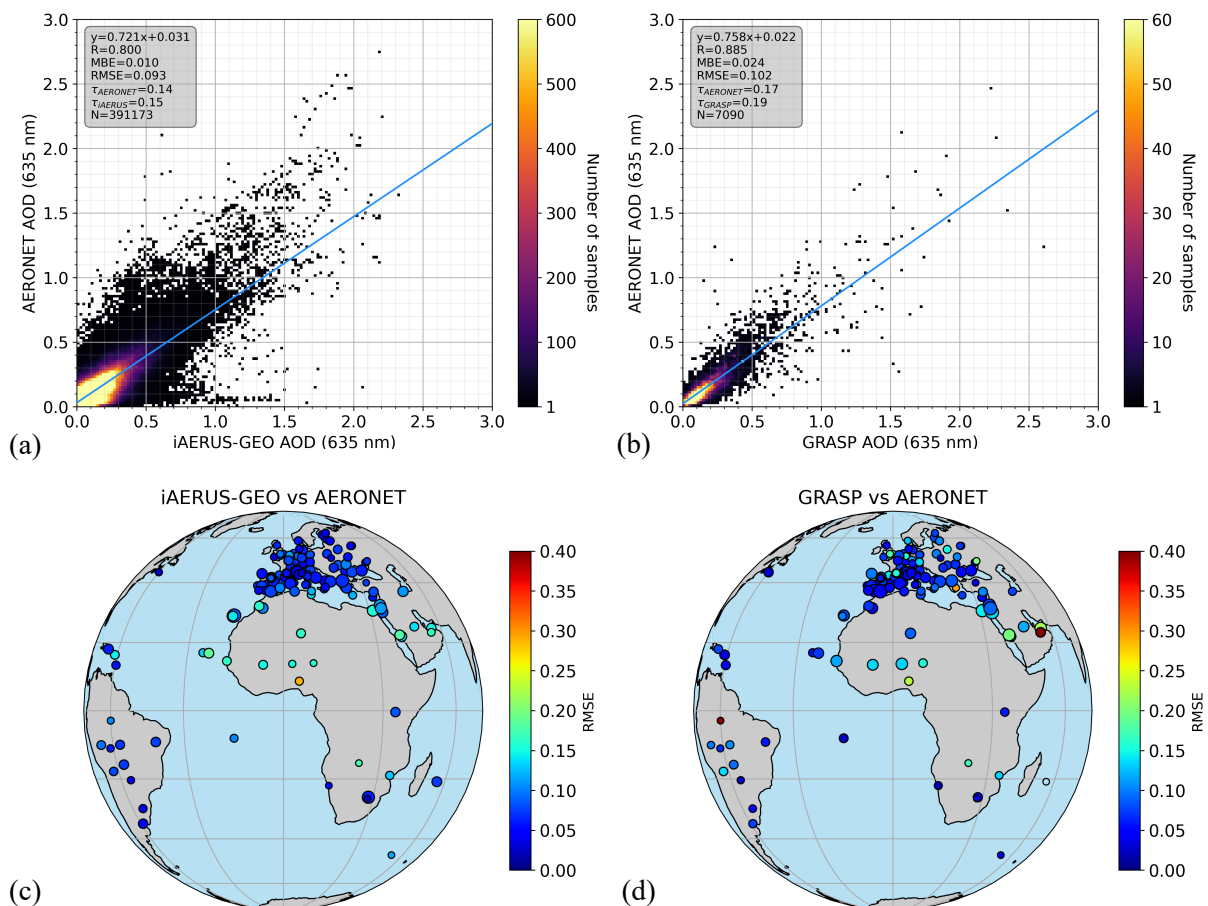 y=0.721x+0.031
R=0.800
MBE=0.010
RMSE=0.093
τAERONET=0.14
τiAERUS=0.15
N=391173
3.0
2.5
2.0
1.5
1.0
0.5
0.0
AERONET AOD (635 nm)
0.0 0.5 1.0 1.5 2.0 2.5 3.0
iAERUS-GEO AOD (635 nm)
600
500
400
300
200
100
1
Number of samples
(a)
y=0.758x+0.022
R=0.885
MBE=0.024
RMSE=0.102
τAERONET=0.17
τGRASP=0.19
N=7090
3.0
2.5
2.0
1.5
1.0
0.5
0.0
AERONET AOD (635 nm)
0.0 0.5 1.0 1.5 2.0 2.5 3.0
GRASP AOD (635 nm)
60
50
40
30
20
10
1
Number of samples
(b)
iAERUS-GEO vs AERONET
0.40
0.35
0.30
0.25
0.20
0.15
0.10
0.05
0.00
RMSE
(c)
GRASP vs AERONET
0.40
0.35
0.30
0.25
0.20
0.15
0.10
0.05
0.00
RMSE
(d)